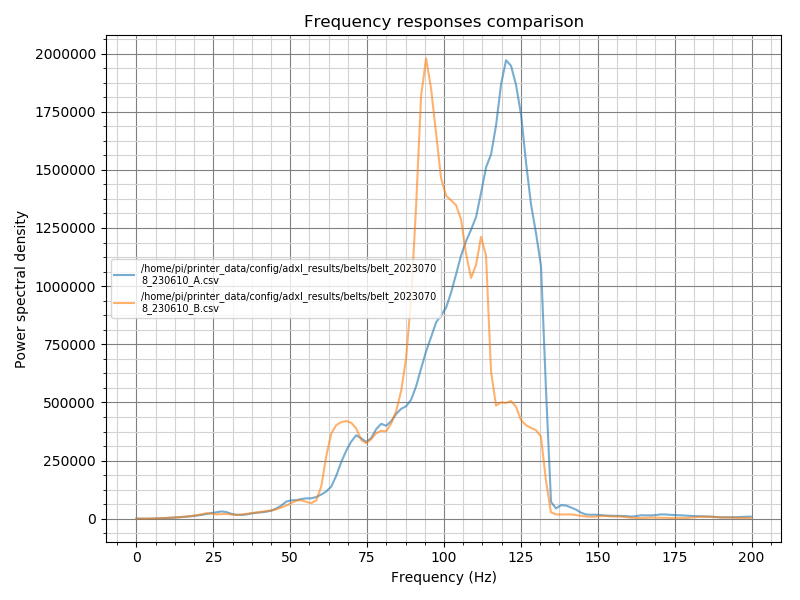 Frequency responses comparison
Power spectral density
2000000
1750000
1500000
1250000
1000000
750000
500000
250000
0
/home/pi/printer_data/config/adxl_results/belts/belt_2023070
8_230610_A.csv
/home/pi/printer_data/config/adxl_results/belts/belt_2023070
8_230610_B.csv
0 25 50 75 100 125 150 175 200
Frequency (Hz)